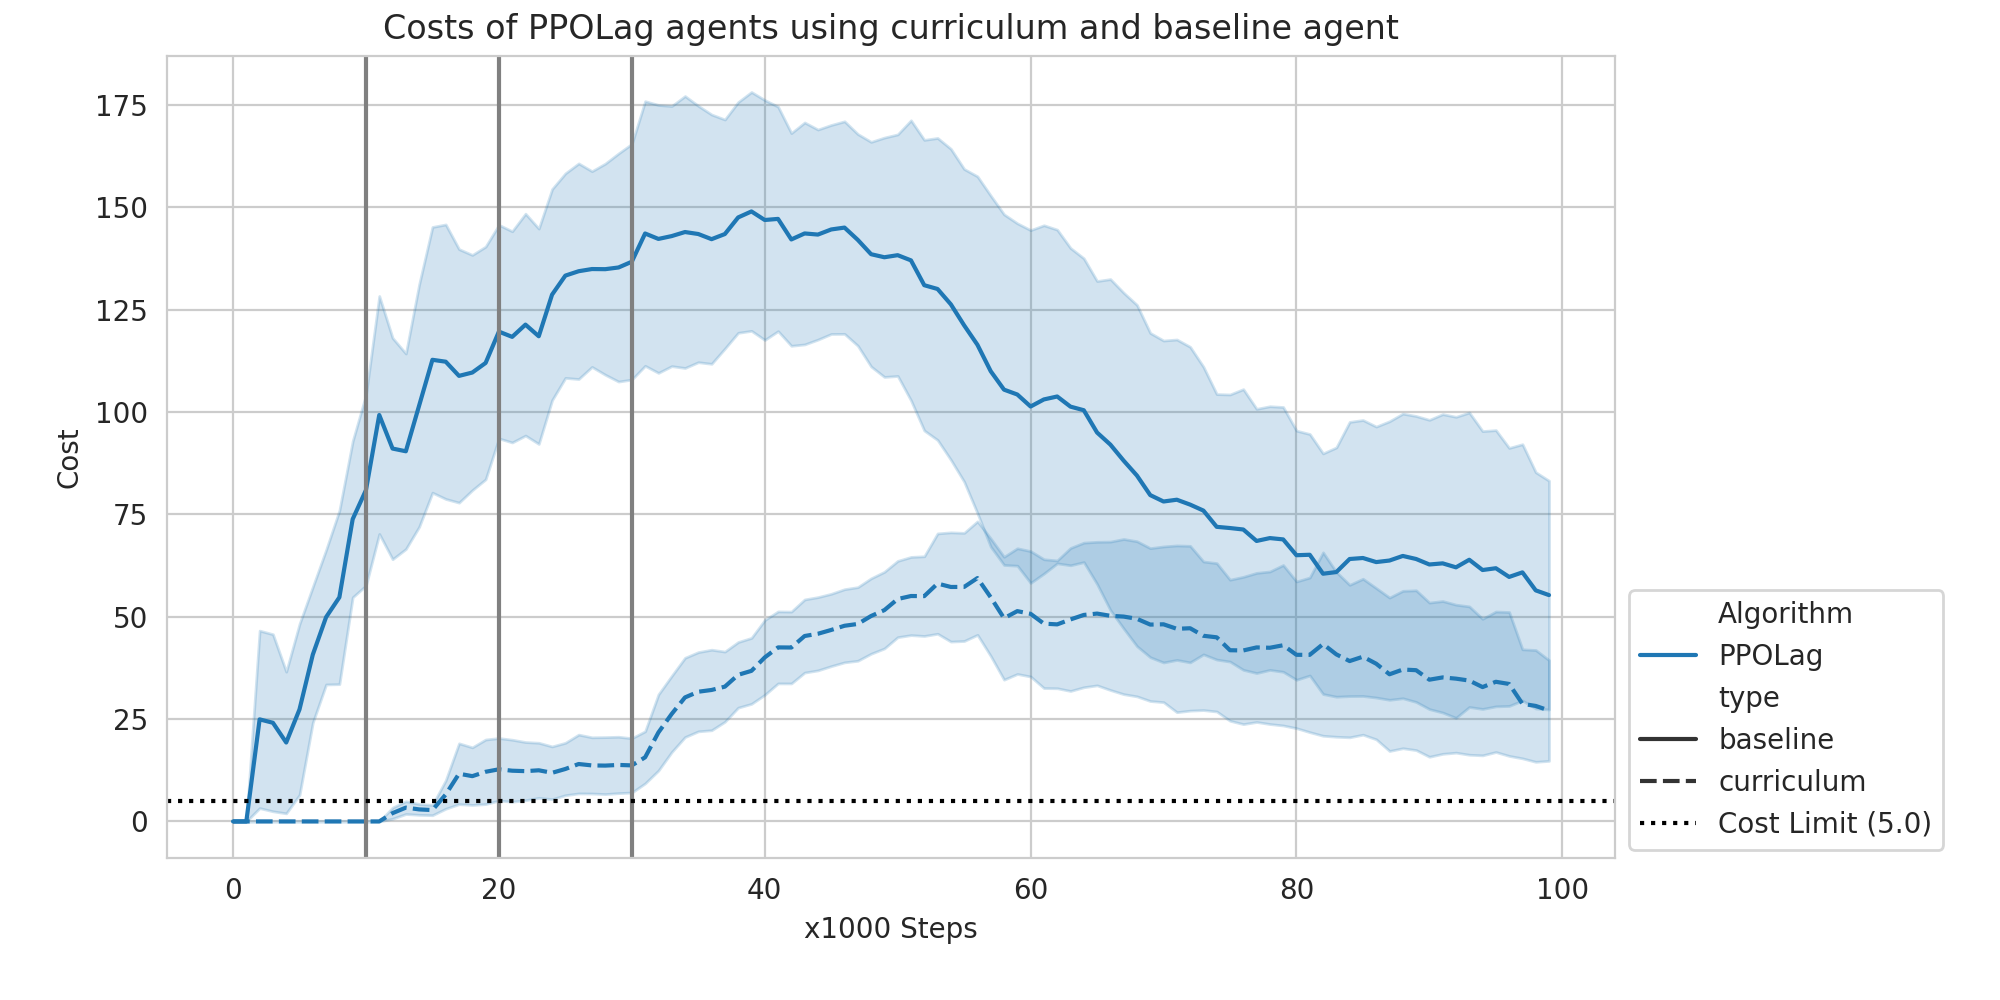 Costs of PPOLag agents using curriculum and baseline agent
175
150
125
100
75
50
25
0
Cost
0 20 40 60 80 100
x1000 Steps
Algorithm
PPOLag
type
baseline
curriculum
Cost Limit (5.0)